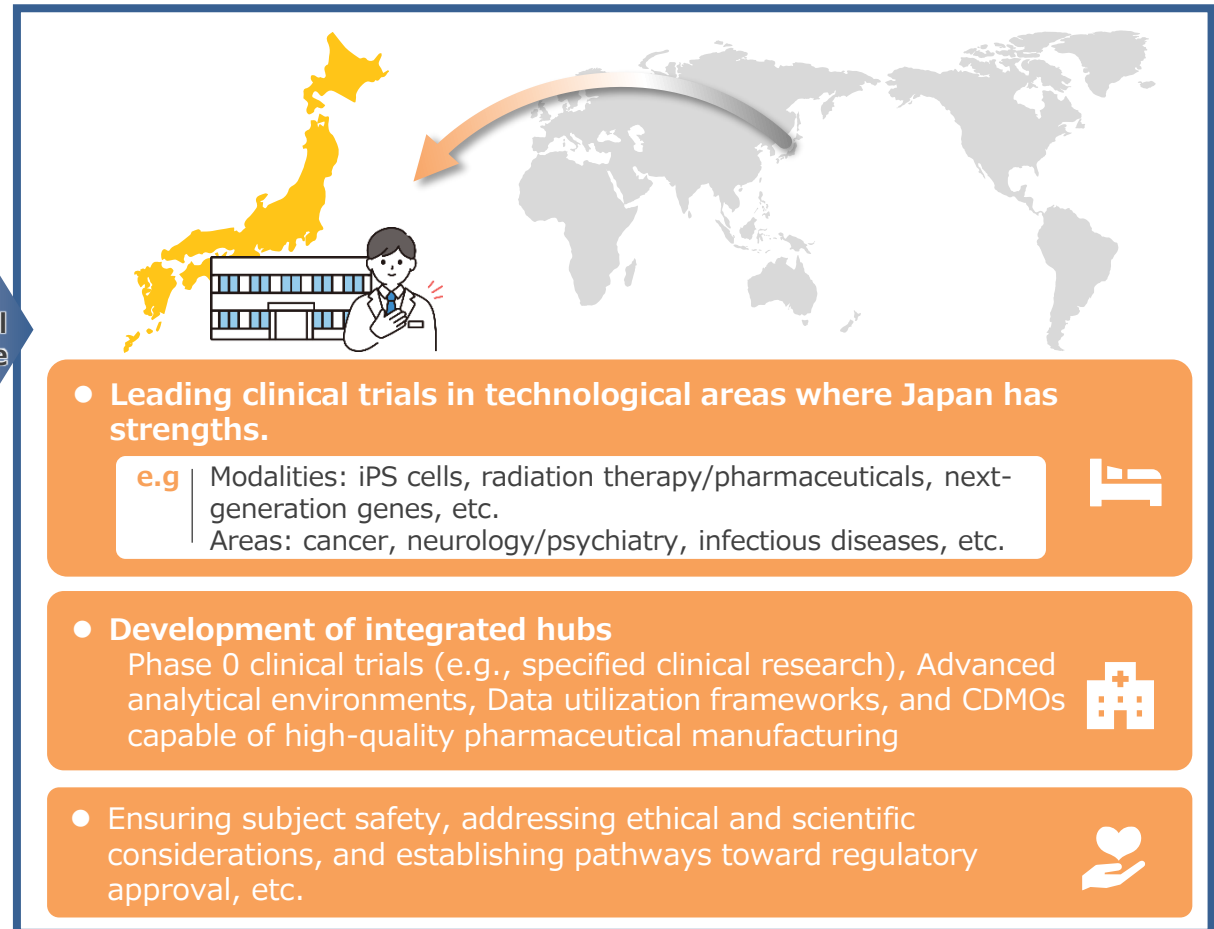 ● Leading clinical trials in technological areas where Japan has
strengths.
e.g
Modalities: iPS cells, radiation therapy/pharmaceuticals, next-
generation genes, etc.
Areas: cancer, neurology/psychiatry, infectious diseases, etc.
● Development of integrated hubs
Phase 0 clinical trials (e.g., specified clinical research), Advanced
analytical environments, Data utilization frameworks, and CDMOs
capable of high-quality pharmaceutical manufacturing
● Ensuring subject safety, addressing ethical and scientific
considerations, and establishing pathways toward regulatory
approval, etc.